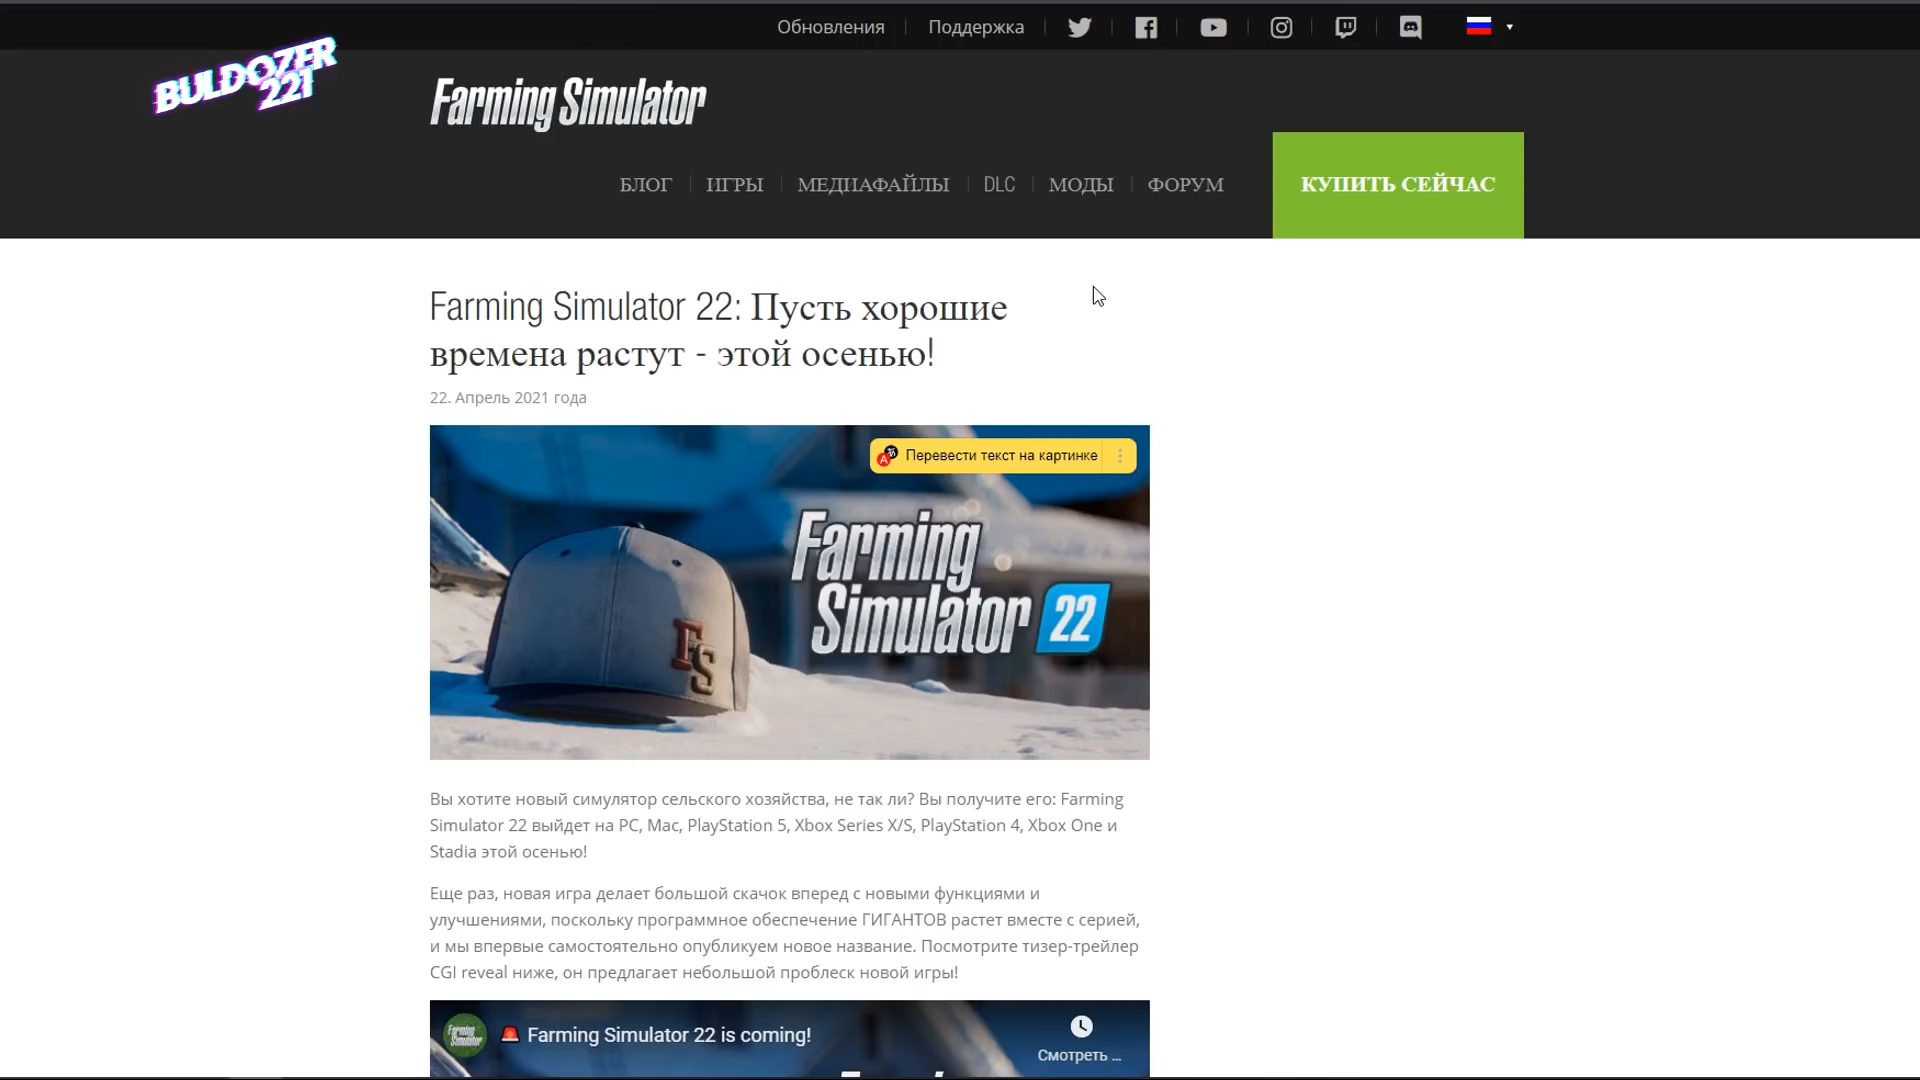 Обновления
Поддержка
BULDOZER
221
Farming Simulator
БЛОГ
ИГРЫ
МЕДИАФАЙЛЫ
DLC
МОДЫ
ФОРУМ
КУПИТЬ СЕЙЧАС
Farming Simulator 22: Пусть хорошие
времена растут - этой осенью!
22. Апрель 2021 года
Перевести текст на картинке
Farming
Simulator 22
FS
Вы хотите новый симулятор сельского хозяйства, не так ли? Вы получите его: Farming
Simulator 22 выйдет на PC, Mac, PlayStation 5, Xbox Series X/S, PlayStation 4, Xbox One и
Stadia этой осенью!
Еще раз, новая игра делает большой скачок вперед с новыми функциями и
улучшениями, поскольку программное обеспечение ГИГАНТОВ растет вместе с серией,
и мы впервые самостоятельно опубликуем новое название. Посмотрите тизер-трейлер
CGI reveal ниже, он предлагает небольшой проблеск новой игры!
Farming
Simulator
Farming Simulator 22 is coming!
Смотреть ...